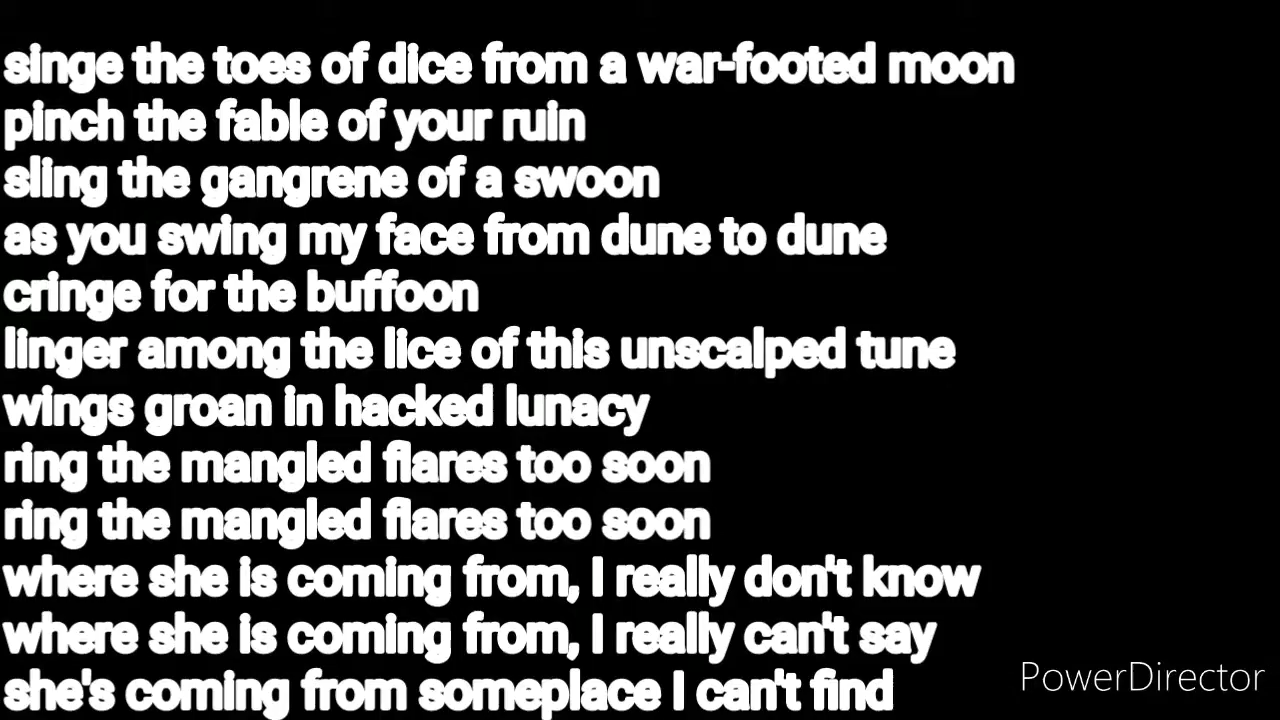 singe the toes of dice from a war-footed moon
pinch the fable of your ruin
sling the gangrene of a swoon
as you swing my face from dune to dune
cringe for the buffoon
linger among the lice of this unscalped tune
wings groan in hacked lunacy
ring the mangled flares too soon
ring the mangled flares too soon
where she is coming from, I really don't know
where she is coming from, I really can't say
she's coming from someplace I can't find
PowerDirector